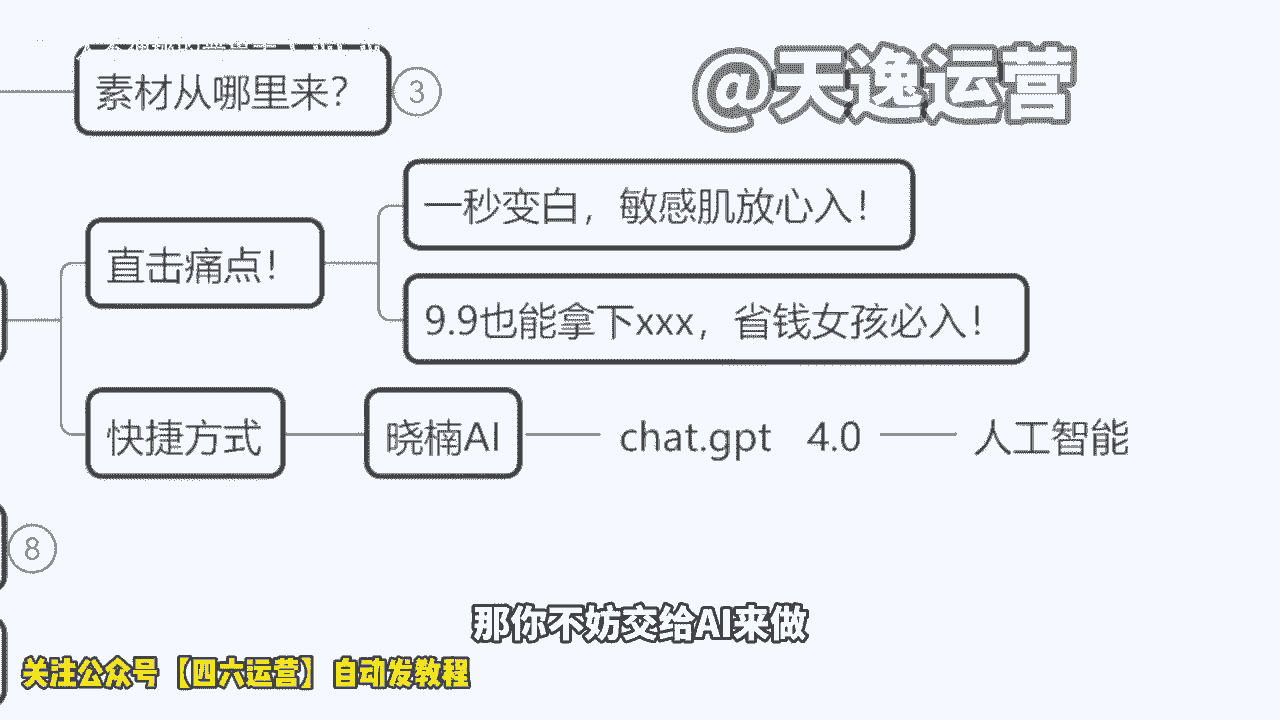 素材从哪里来？
3
@天逸运营
一秒变白，敏感肌放心入！
直击痛点！
9.9也能拿下xxx，省钱女孩必入！
快捷方式
晓楠AI
chat.gpt 4.0
人工智能
8
那你不妨交给AI来做
关注公众号【四六运营】自动发教程